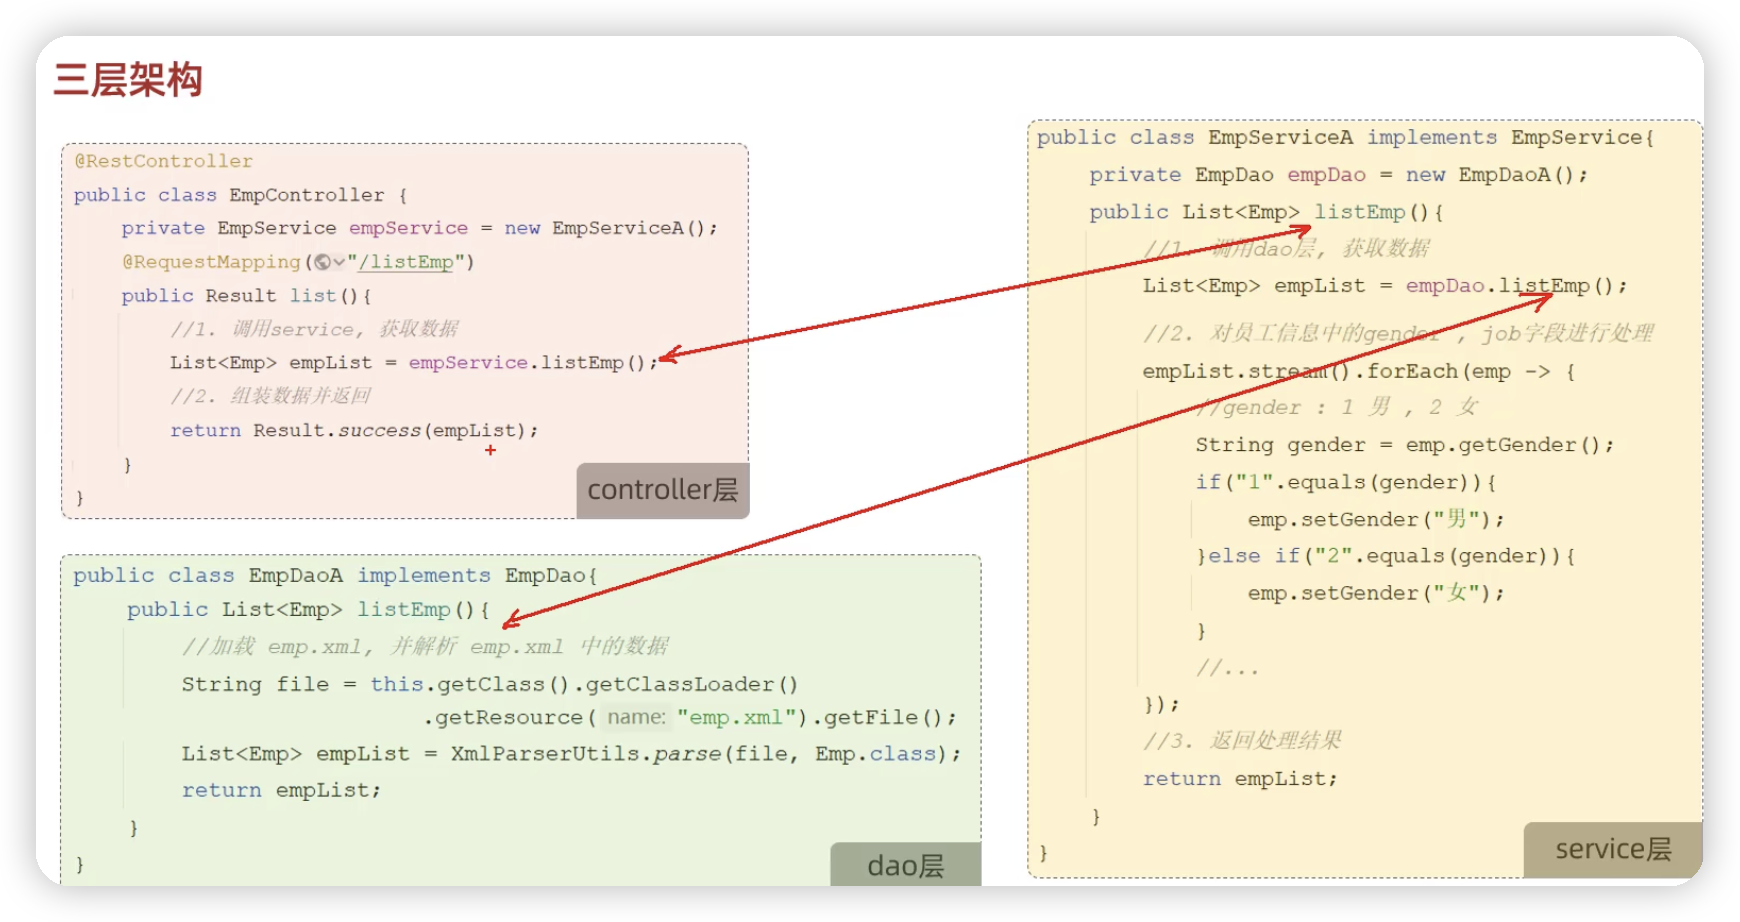 三层架构
@RestController
public class EmpController {
private EmpService empService = new EmpServiceA();
@RequestMapping("/listEmp")
public Result list(){
//1. 调用service, 获取数据
List<Emp> empList = empService.listEmp();
//2. 组装数据并返回
return Result.success(empList);
}
}
controller层
public class EmpDaoA implements EmpDao{
public List<Emp> listEmp(){
//加载 emp.xml, 并解析 emp.xml 中的数据
String file = this.getClass().getClassLoader()
.getResource( name: "emp.xml").getFile();
List<Emp> empList = XmlParserUtils.parse(file, Emp.class);
return empList;
}
}
dao层
public class EmpServiceA implements EmpService{
private EmpDao empDao = new EmpDaoA();
public List<Emp> listEmp(){
//1. 调用dao层, 获取数据
List<Emp> empList = empDao.listEmp();
//2. 对员工信息中的gender , job字段进行处理
empList.stream().forEach(emp -> {
//gender : 1 男 , 2 女
String gender = emp.getGender();
if("1".equals(gender)){
emp.setGender("男");
}else if("2".equals(gender)){
emp.setGender("女");
}
//...
});
//3. 返回处理结果
return empList;
}
}
service层